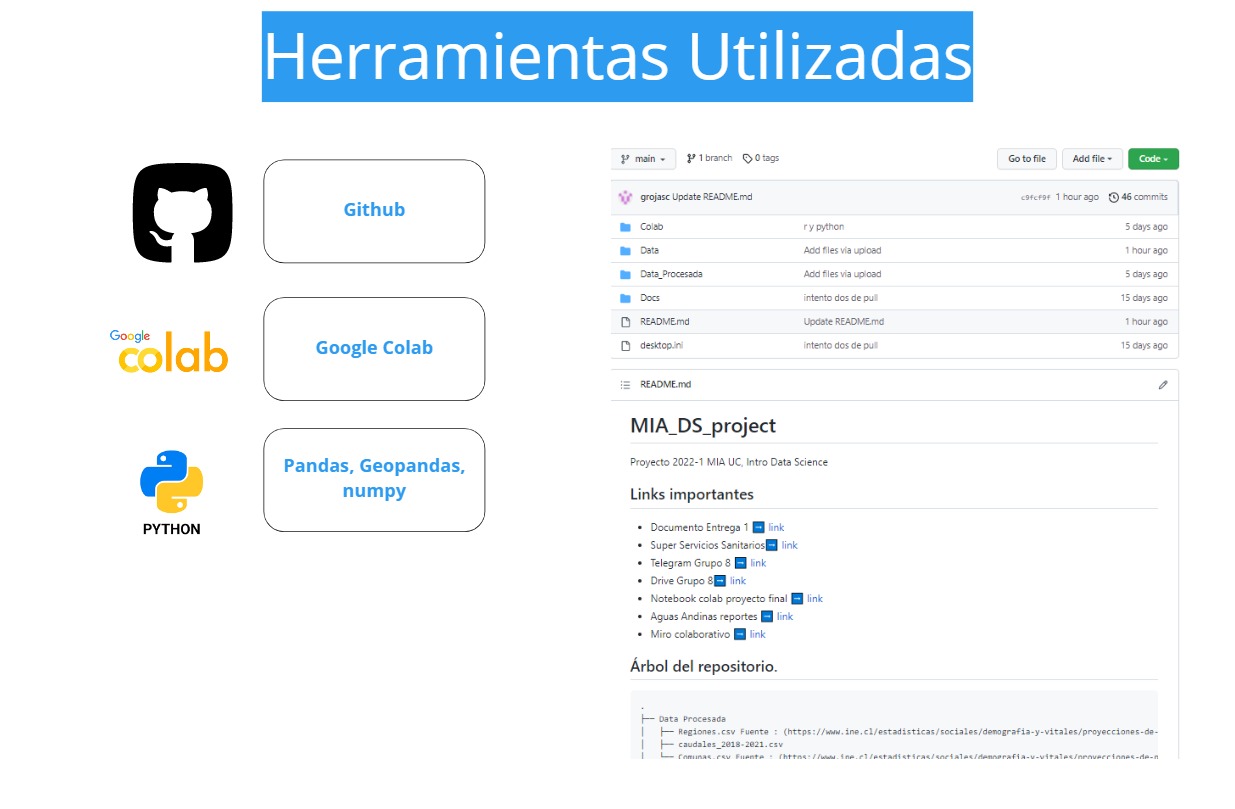 Herramientas Utilizadas
Github
Google
colab
Google Colab
PYTHON
Pandas, Geopandas,
numpy
main 1 branch 0 tags Go to file Add file Code
grojasc Update README.md c9fcf9f 1 hour ago 46 commits
Colab r y python 5 days ago
Data Add files via upload 1 hour ago
Data_Procesada Add files via upload 5 days ago
Docs intento dos de pull 15 days ago
README.md Update README.md 1 hour ago
desktop.ini intento dos de pull 15 days ago
README.md
MIA_DS_project
Proyecto 2022-1 MIA UC, Intro Data Science
Links importantes
Documento Entrega 1 ➡ link
Super Servicios Sanitarios➡ link
Telegram Grupo 8 ➡ link
Drive Grupo 8➡ link
Notebook colab proyecto final ➡ link
Aguas Andinas reportes ➡ link
Miro colaborativo ➡ link
Árbol del repositorio.
.
├── Data Procesada
│   ├── Regiones.csv Fuente : (https://www.ine.cl/estadisticas/sociales/demografia-y-vitales/proyecciones-de-
│   ├── caudales_2018-2021.csv
│   └── Comunas.csv Fuente : (https://www.ine.cl/estadisticas/sociales/demografia-y-vitales/proyecciones-de-p